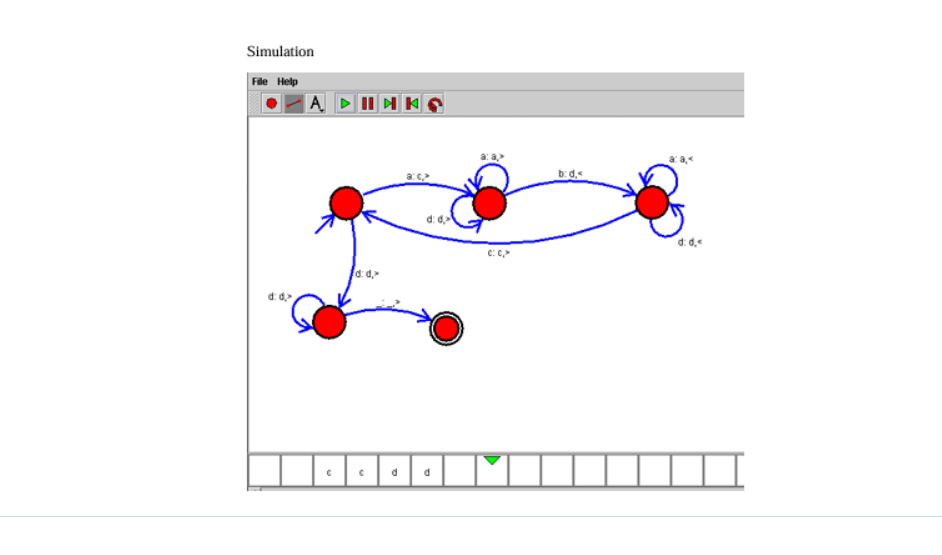 Simulation
File Help
A
a: a,>
a: a,<
a: c,>
b: d,<
d: d,>
d: d,<
c: c,>
d: d,>
d: d,>
_: _,>
c c d d